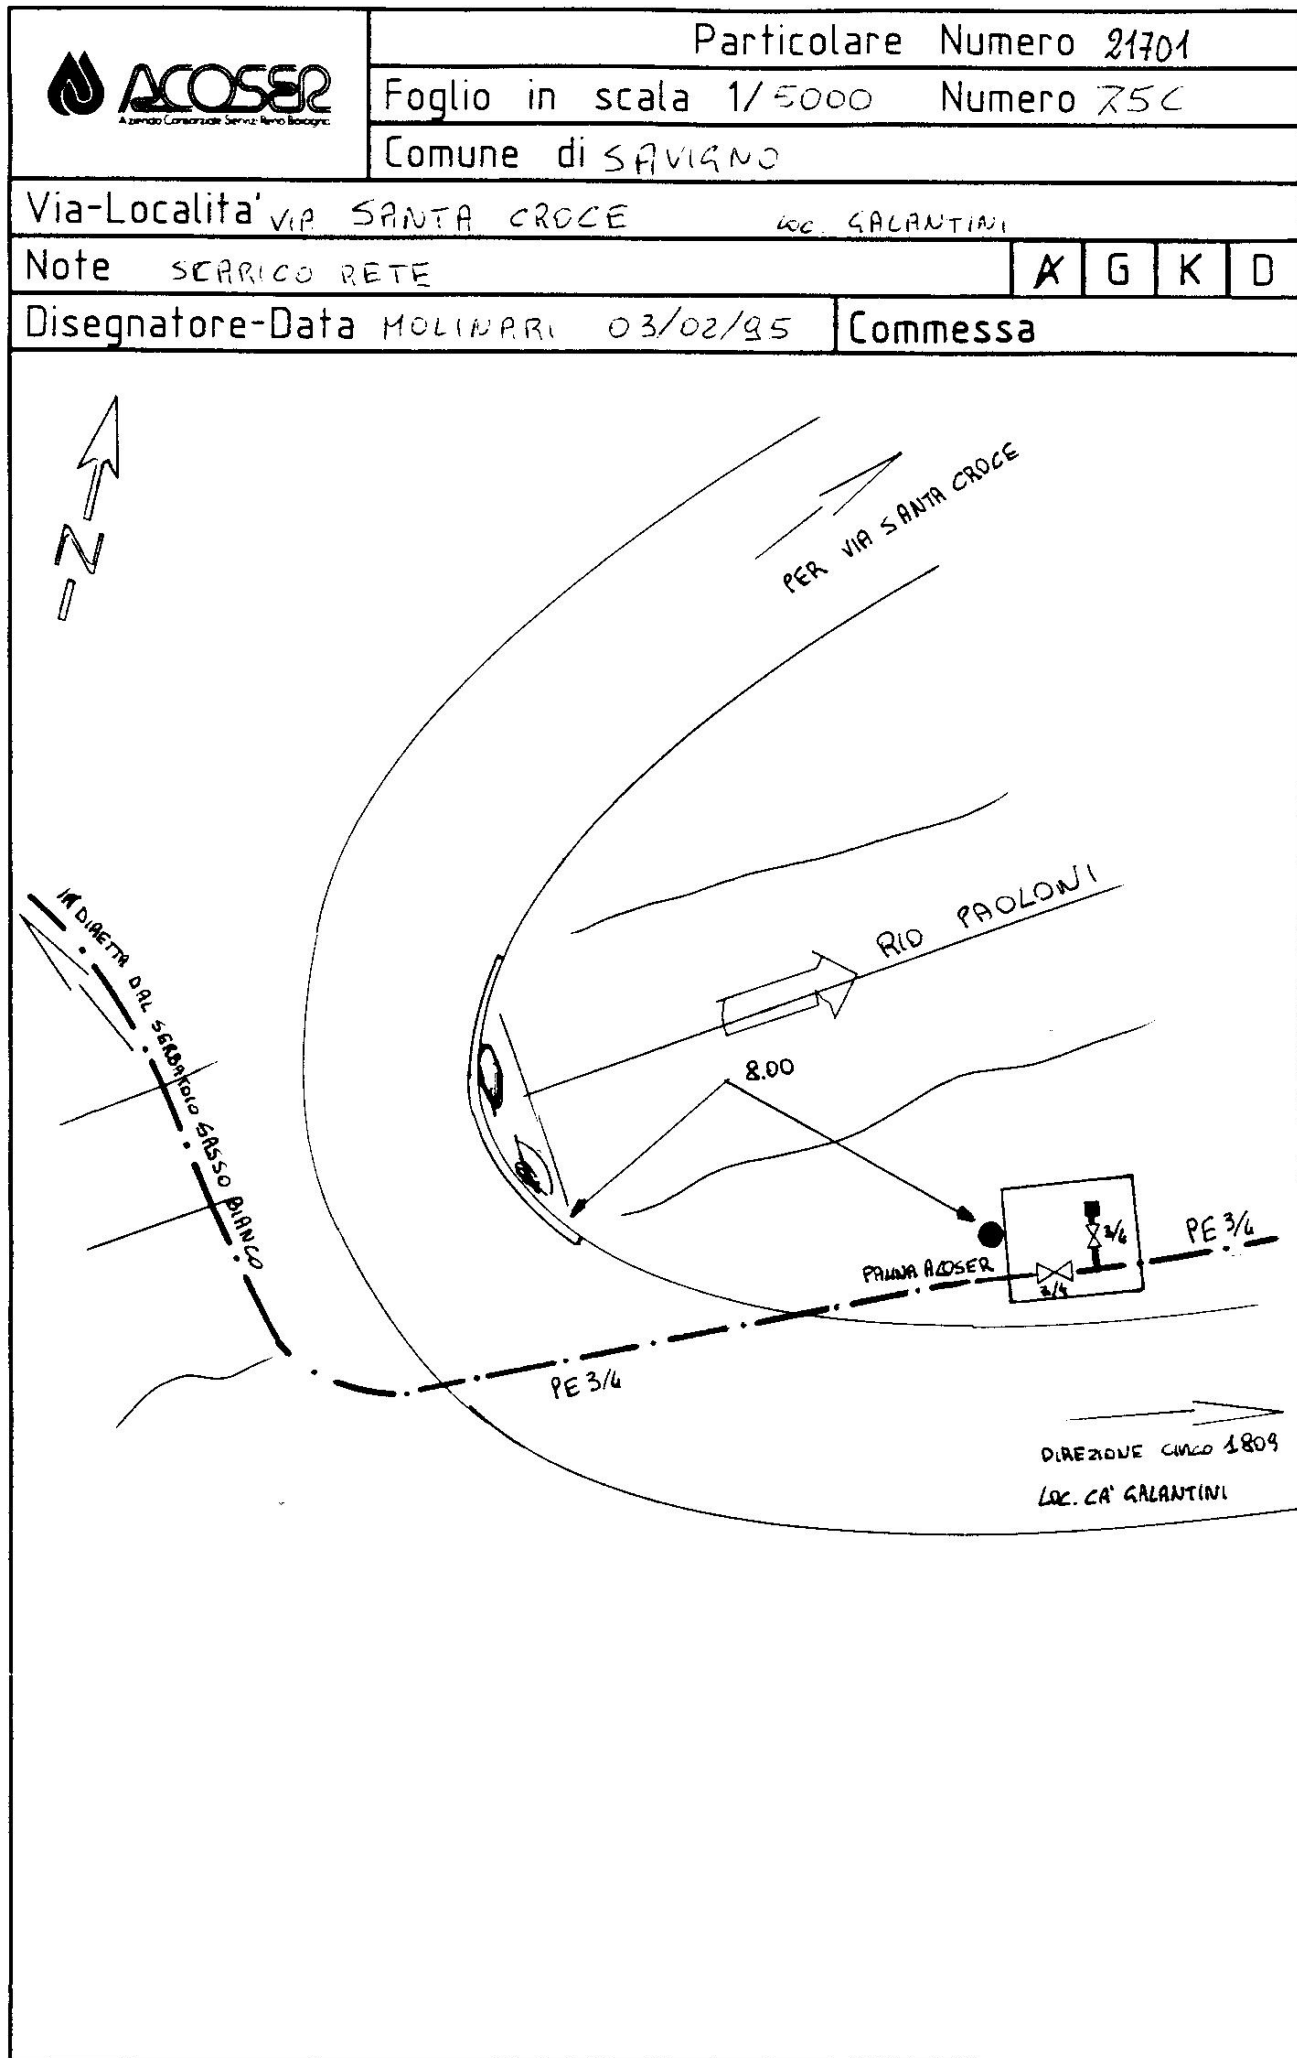 ACOSER
Azienda Consorziale Servizi Reno Bologna
Particolare Numero 21701
Foglio in scala 1/5000 Numero 75C
Comune di SAVIGNO
Via-Localita' VIA SANTA CROCE LOC. GALANTINI
Note SCARICO RETE
A G K D
Disegnatore-Data MOLINARI 03/02/95
Commessa
N
PER VIA SANTA CROCE
IN DIRETTA DAL SERBATOIO SASSO BIANCO
RIO PAOLONI
8.00
3/4
PE 3/4
PALINA ACOSER
3/4
PE 3/4
DIREZIONE CIVICO 1809
LOC. CA' GALANTINI